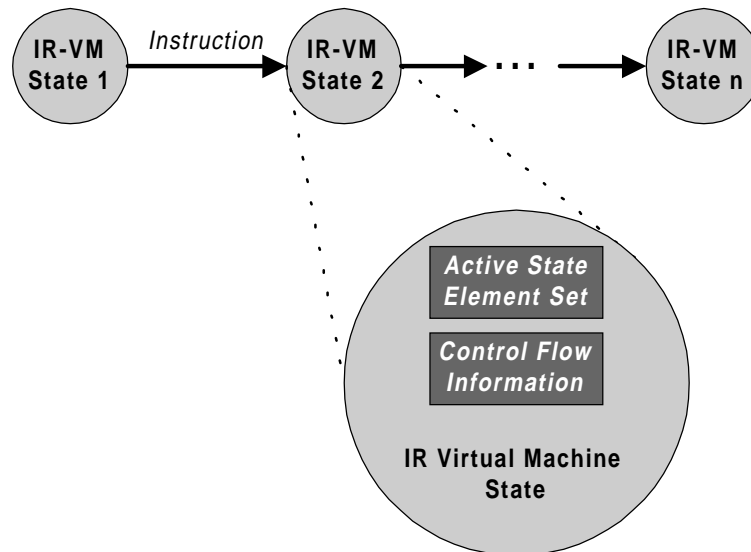 IR-VM
State 1
Instruction
IR-VM
State 2
...
IR-VM
State n
Active State
Element Set
Control Flow
Information
IR Virtual Machine
State